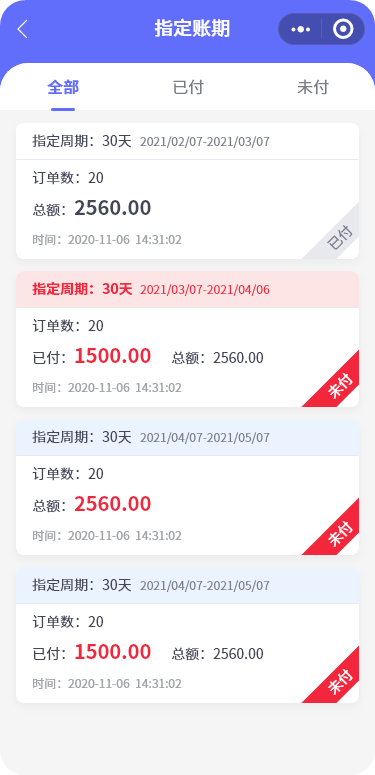 指定账期
全部 已付 未付
指定周期：30天 2021/02/07-2021/03/07
订单数：20
总额：2560.00
时间：2020-11-06 14:31:02
已付
指定周期：30天 2021/03/07-2021/04/06
订单数：20
已付：1500.00 总额：2560.00
时间：2020-11-06 14:31:02
未付
指定周期：30天 2021/04/07-2021/05/07
订单数：20
总额：2560.00
时间：2020-11-06 14:31:02
未付
指定周期：30天 2021/04/07-2021/05/07
订单数：20
已付：1500.00 总额：2560.00
时间：2020-11-06 14:31:02
未付